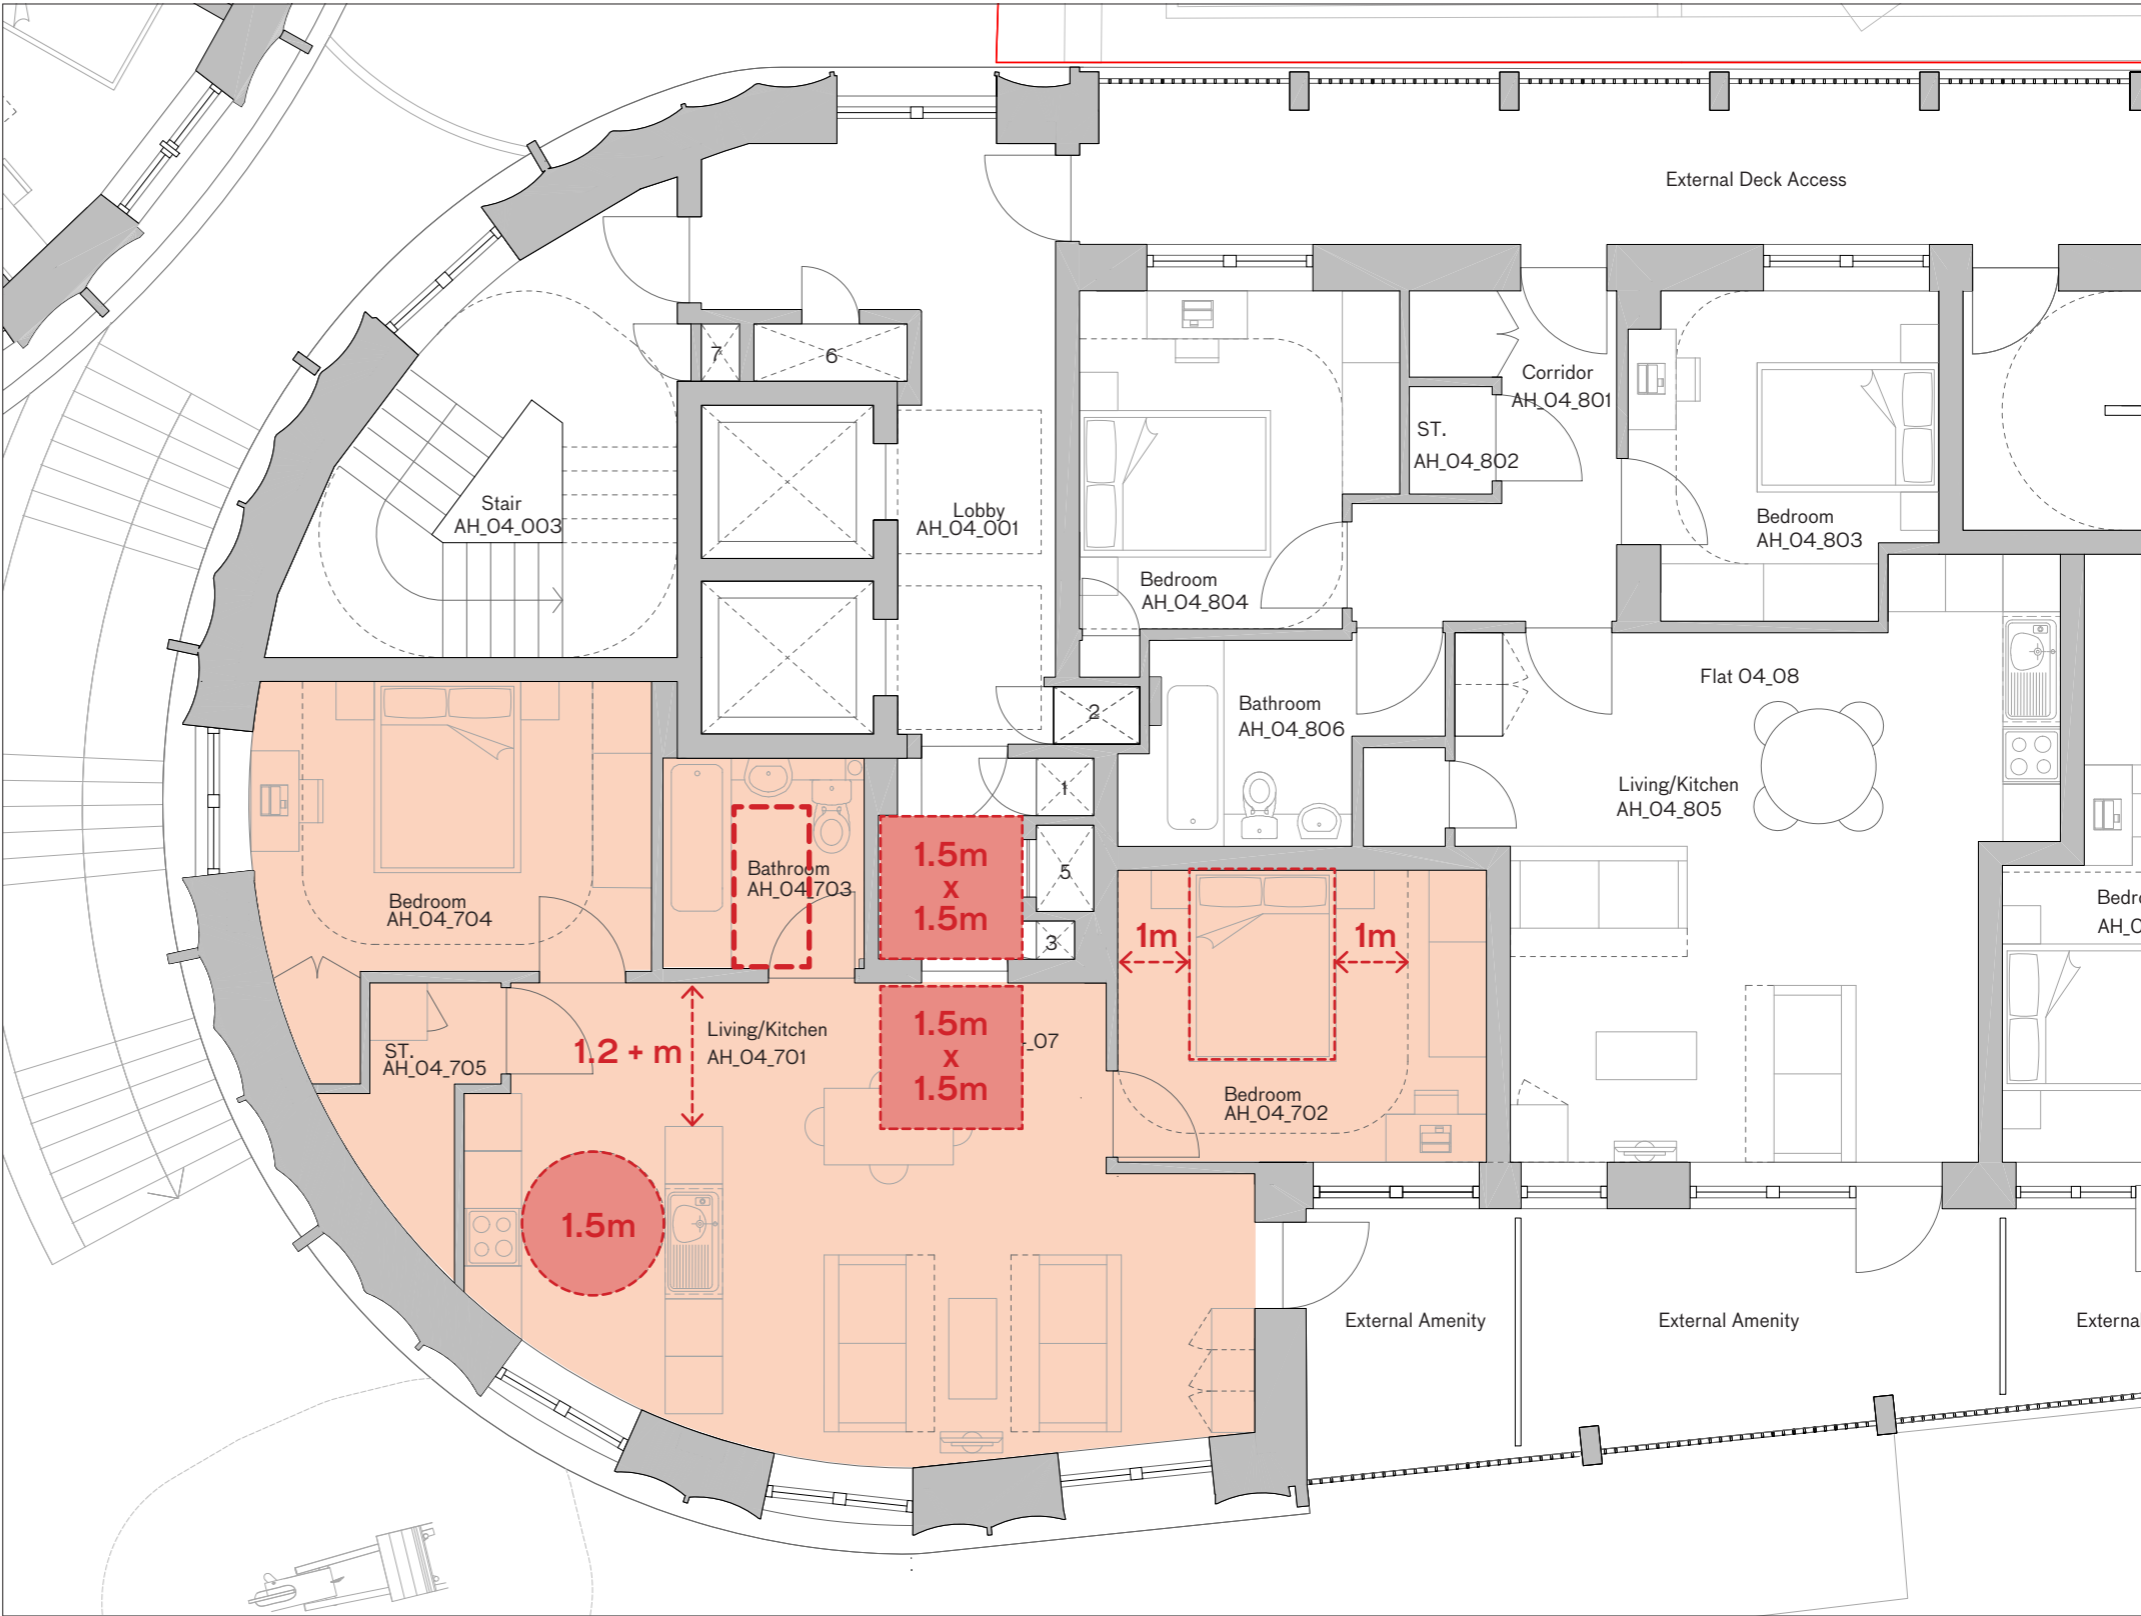 External Deck Access
7
6
Corridor
AH_04_801
ST.
AH_04_802
Stair
AH_04_003
Lobby
AH_04_001
Bedroom
AH_04_803
Bedroom
AH_04_804
Flat 04_08
2
Bathroom
AH_04_806
1
Living/Kitchen
AH_04_805
1.5m
x
1.5m
5
Bathroom
AH_04_703
Bedroom
AH_04_704
3
1m
1m
Bedr
AH_0
1.5m
x
1.5m
_07
Living/Kitchen
AH_04_701
1.2 + m
ST.
AH_04_705
Bedroom
AH_04_702
1.5m
External Amenity
External Amenity
Externa